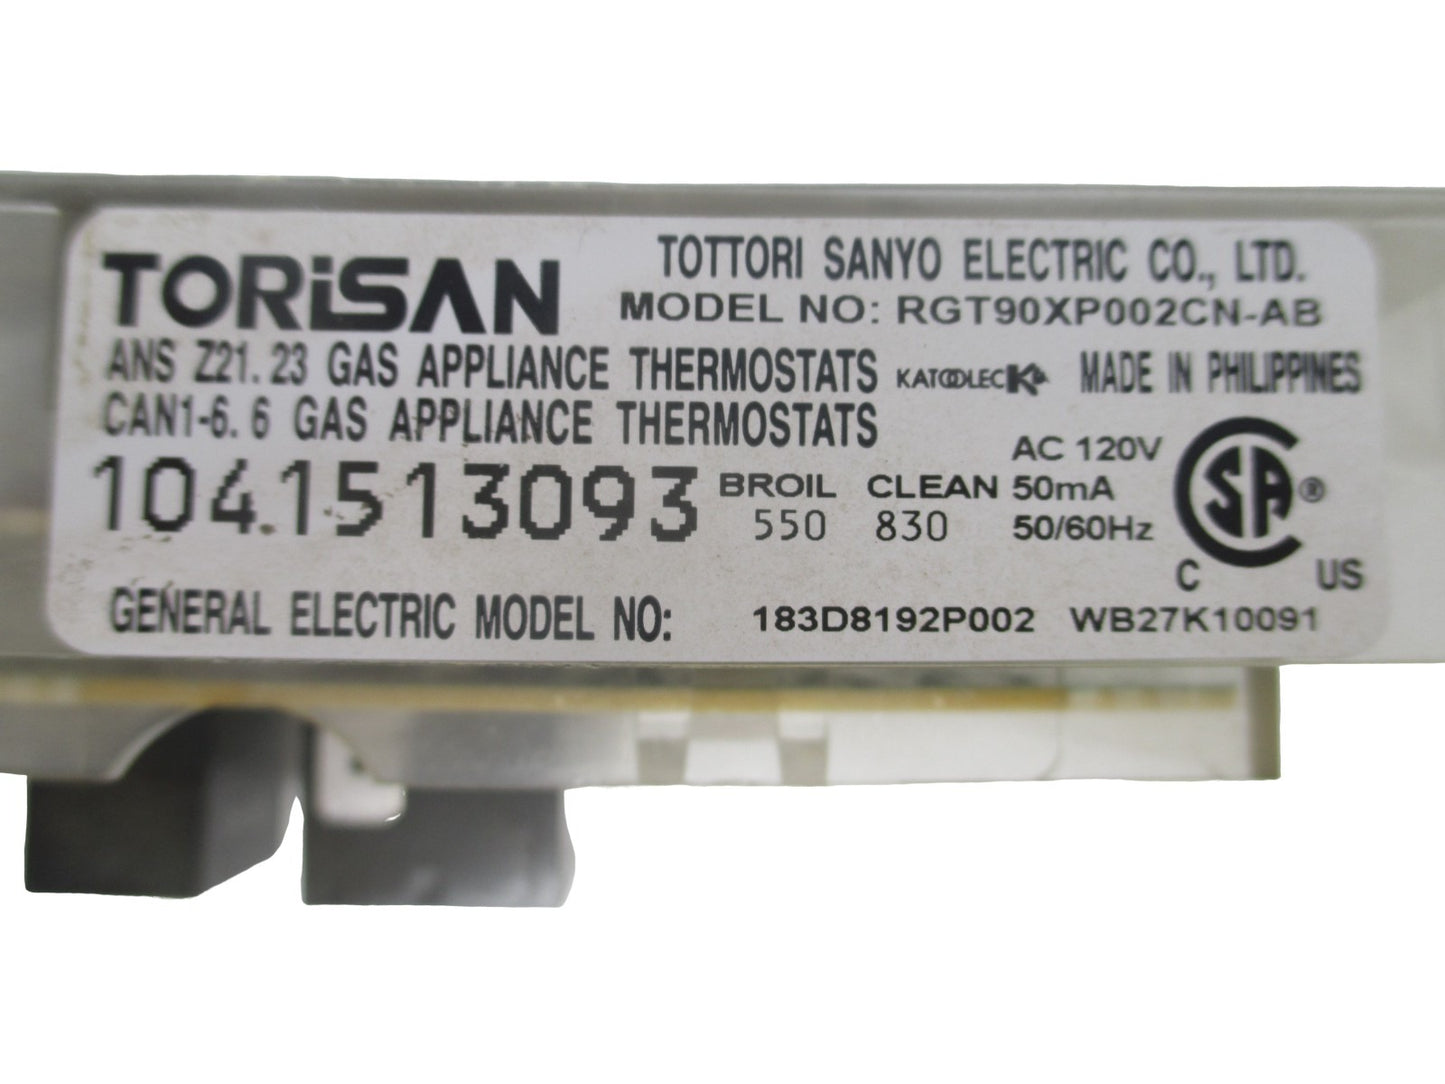 TORiSAN
TOTTORI SANYO ELECTRIC CO., LTD.
MODEL NO: RGT90XP002CN-AB
ANS Z21.23 GAS APPLIANCE THERMOSTATS KATOOLEC K MADE IN PHILIPPINES
CAN1-6.6 GAS APPLIANCE THERMOSTATS
1041513093
BROIL CLEAN
550 830
AC 120V
50mA
50/60Hz
SA ®
C US
GENERAL ELECTRIC MODEL NO: 183D8192P002 WB27K10091